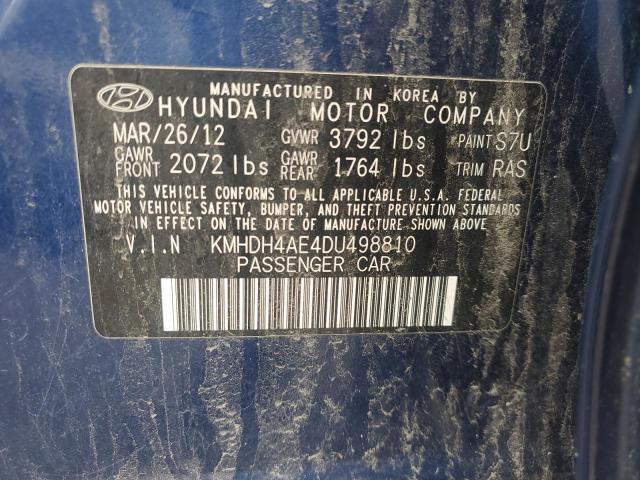 MANUFACTURED IN KOREA BY
HYUNDAI MOTOR COMPANY
MAR/26/12 GVWR 3792 lbs PAINT S7U
GAWR FRONT 2072 lbs GAWR REAR 1764 lbs TRIM RAS
THIS VEHICLE CONFORMS TO ALL APPLICABLE U.S.A. FEDERAL
MOTOR VEHICLE SAFETY, BUMPER, AND THEFT PREVENTION STANDARDS
IN EFFECT ON THE DATE OF MANUFACTURE SHOWN ABOVE.
V.I.N KMHDH4AE4DU498810
PASSENGER CAR